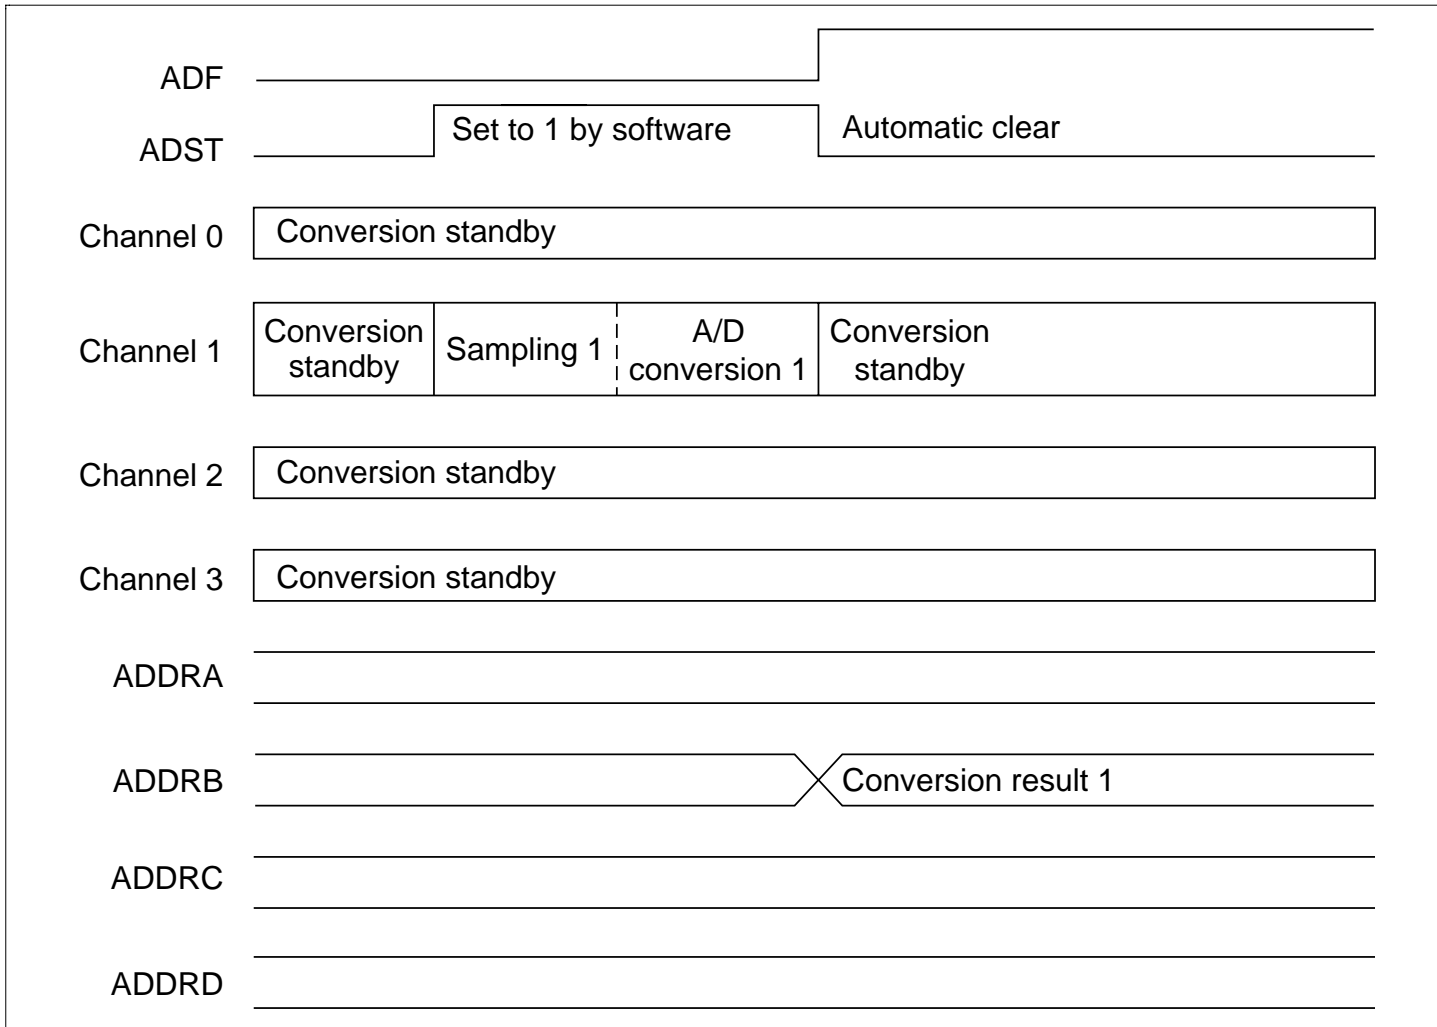 ADF
ADST
Set to 1 by software
Automatic clear
Channel 0
Conversion standby
Channel 1
Conversion
standby
Sampling 1
A/D
conversion 1
Conversion
standby
Channel 2
Conversion standby
Channel 3
Conversion standby
ADDRA
ADDRB
Conversion result 1
ADDRC
ADDRD